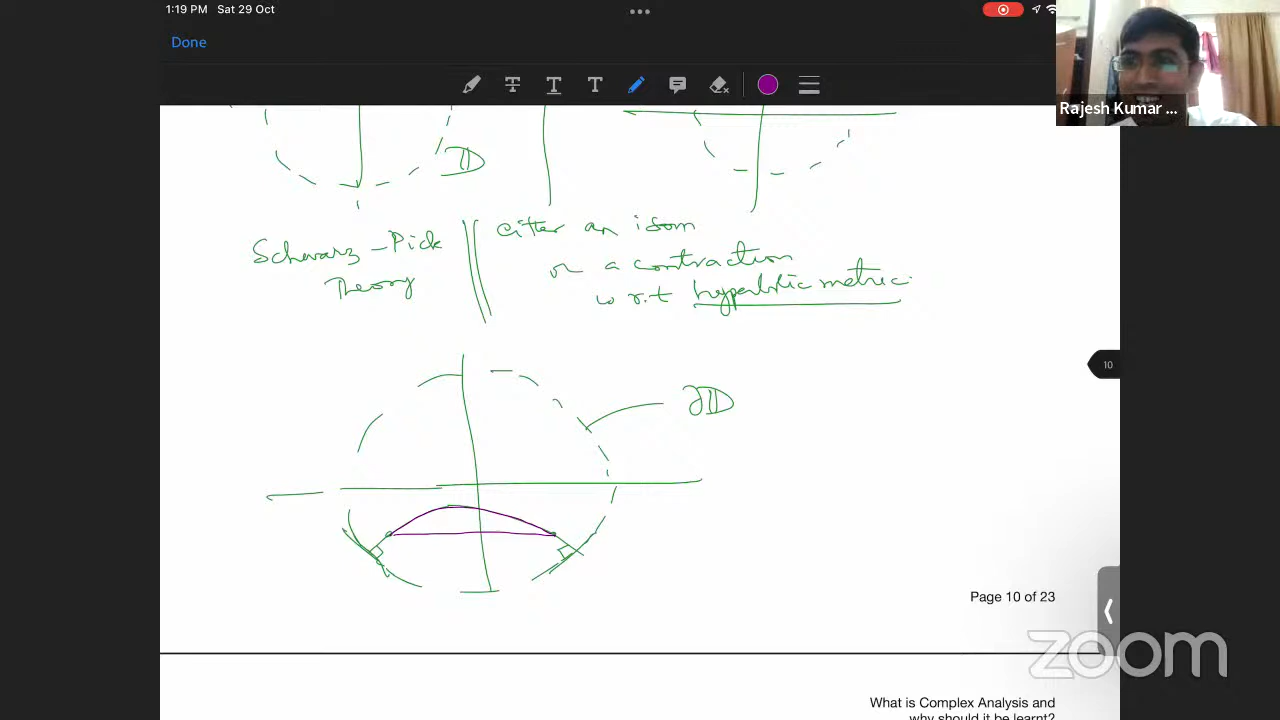 1:19 PM Sat 29 Oct
Done
Rajesh Kumar ...
D
Schwarz-Pick
Theory
either an isom
or a contraction
w.r.t hyperbolic metric.
∂D
10
Page 10 of 23
zoom
What is Complex Analysis and
why should it be learnt?